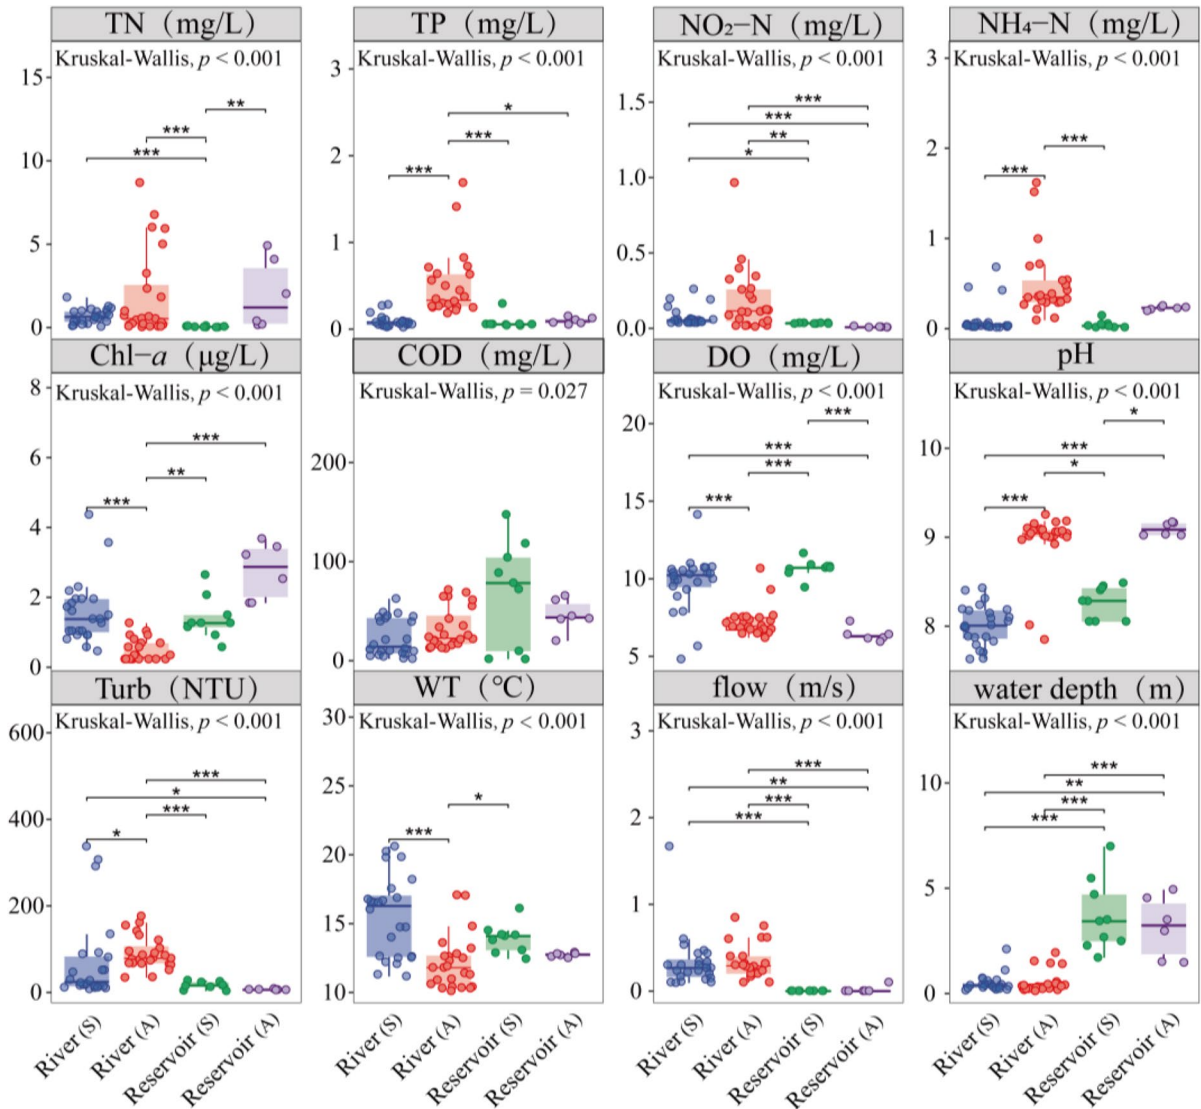 TN（mg/L）
TP（mg/L）
NO₂−N（mg/L）
NH₄−N（mg/L）
Kruskal-Wallis, p < 0.001
Kruskal-Wallis, p < 0.001
Kruskal-Wallis, p < 0.001
Kruskal-Wallis, p < 0.001
15
10
5
0
**
***
***
3
2
1
0
*
***
***
1.5
1.0
0.5
0.0
***
***
**
*
3
2
1
0
***
***
Chl−a（μg/L）
COD（mg/L）
DO（mg/L）
pH
Kruskal-Wallis, p < 0.001
Kruskal-Wallis, p = 0.027
Kruskal-Wallis, p < 0.001
Kruskal-Wallis, p < 0.001
8
6
4
2
0
***
**
***
200
100
0
20
15
10
5
***
***
***
***
10
9
8
*
***
*
***
Turb（NTU）
WT（°C）
flow（m/s）
water depth（m）
Kruskal-Wallis, p < 0.001
Kruskal-Wallis, p < 0.001
Kruskal-Wallis, p < 0.001
Kruskal-Wallis, p < 0.001
600
400
200
0
***
*
***
*
30
25
20
15
10
*
***
3
2
1
0
***
**
***
***
10
5
0
***
**
***
***
River (S)
River (A)
Reservoir (S)
Reservoir (A)
River (S)
River (A)
Reservoir (S)
Reservoir (A)
River (S)
River (A)
Reservoir (S)
Reservoir (A)
River (S)
River (A)
Reservoir (S)
Reservoir (A)